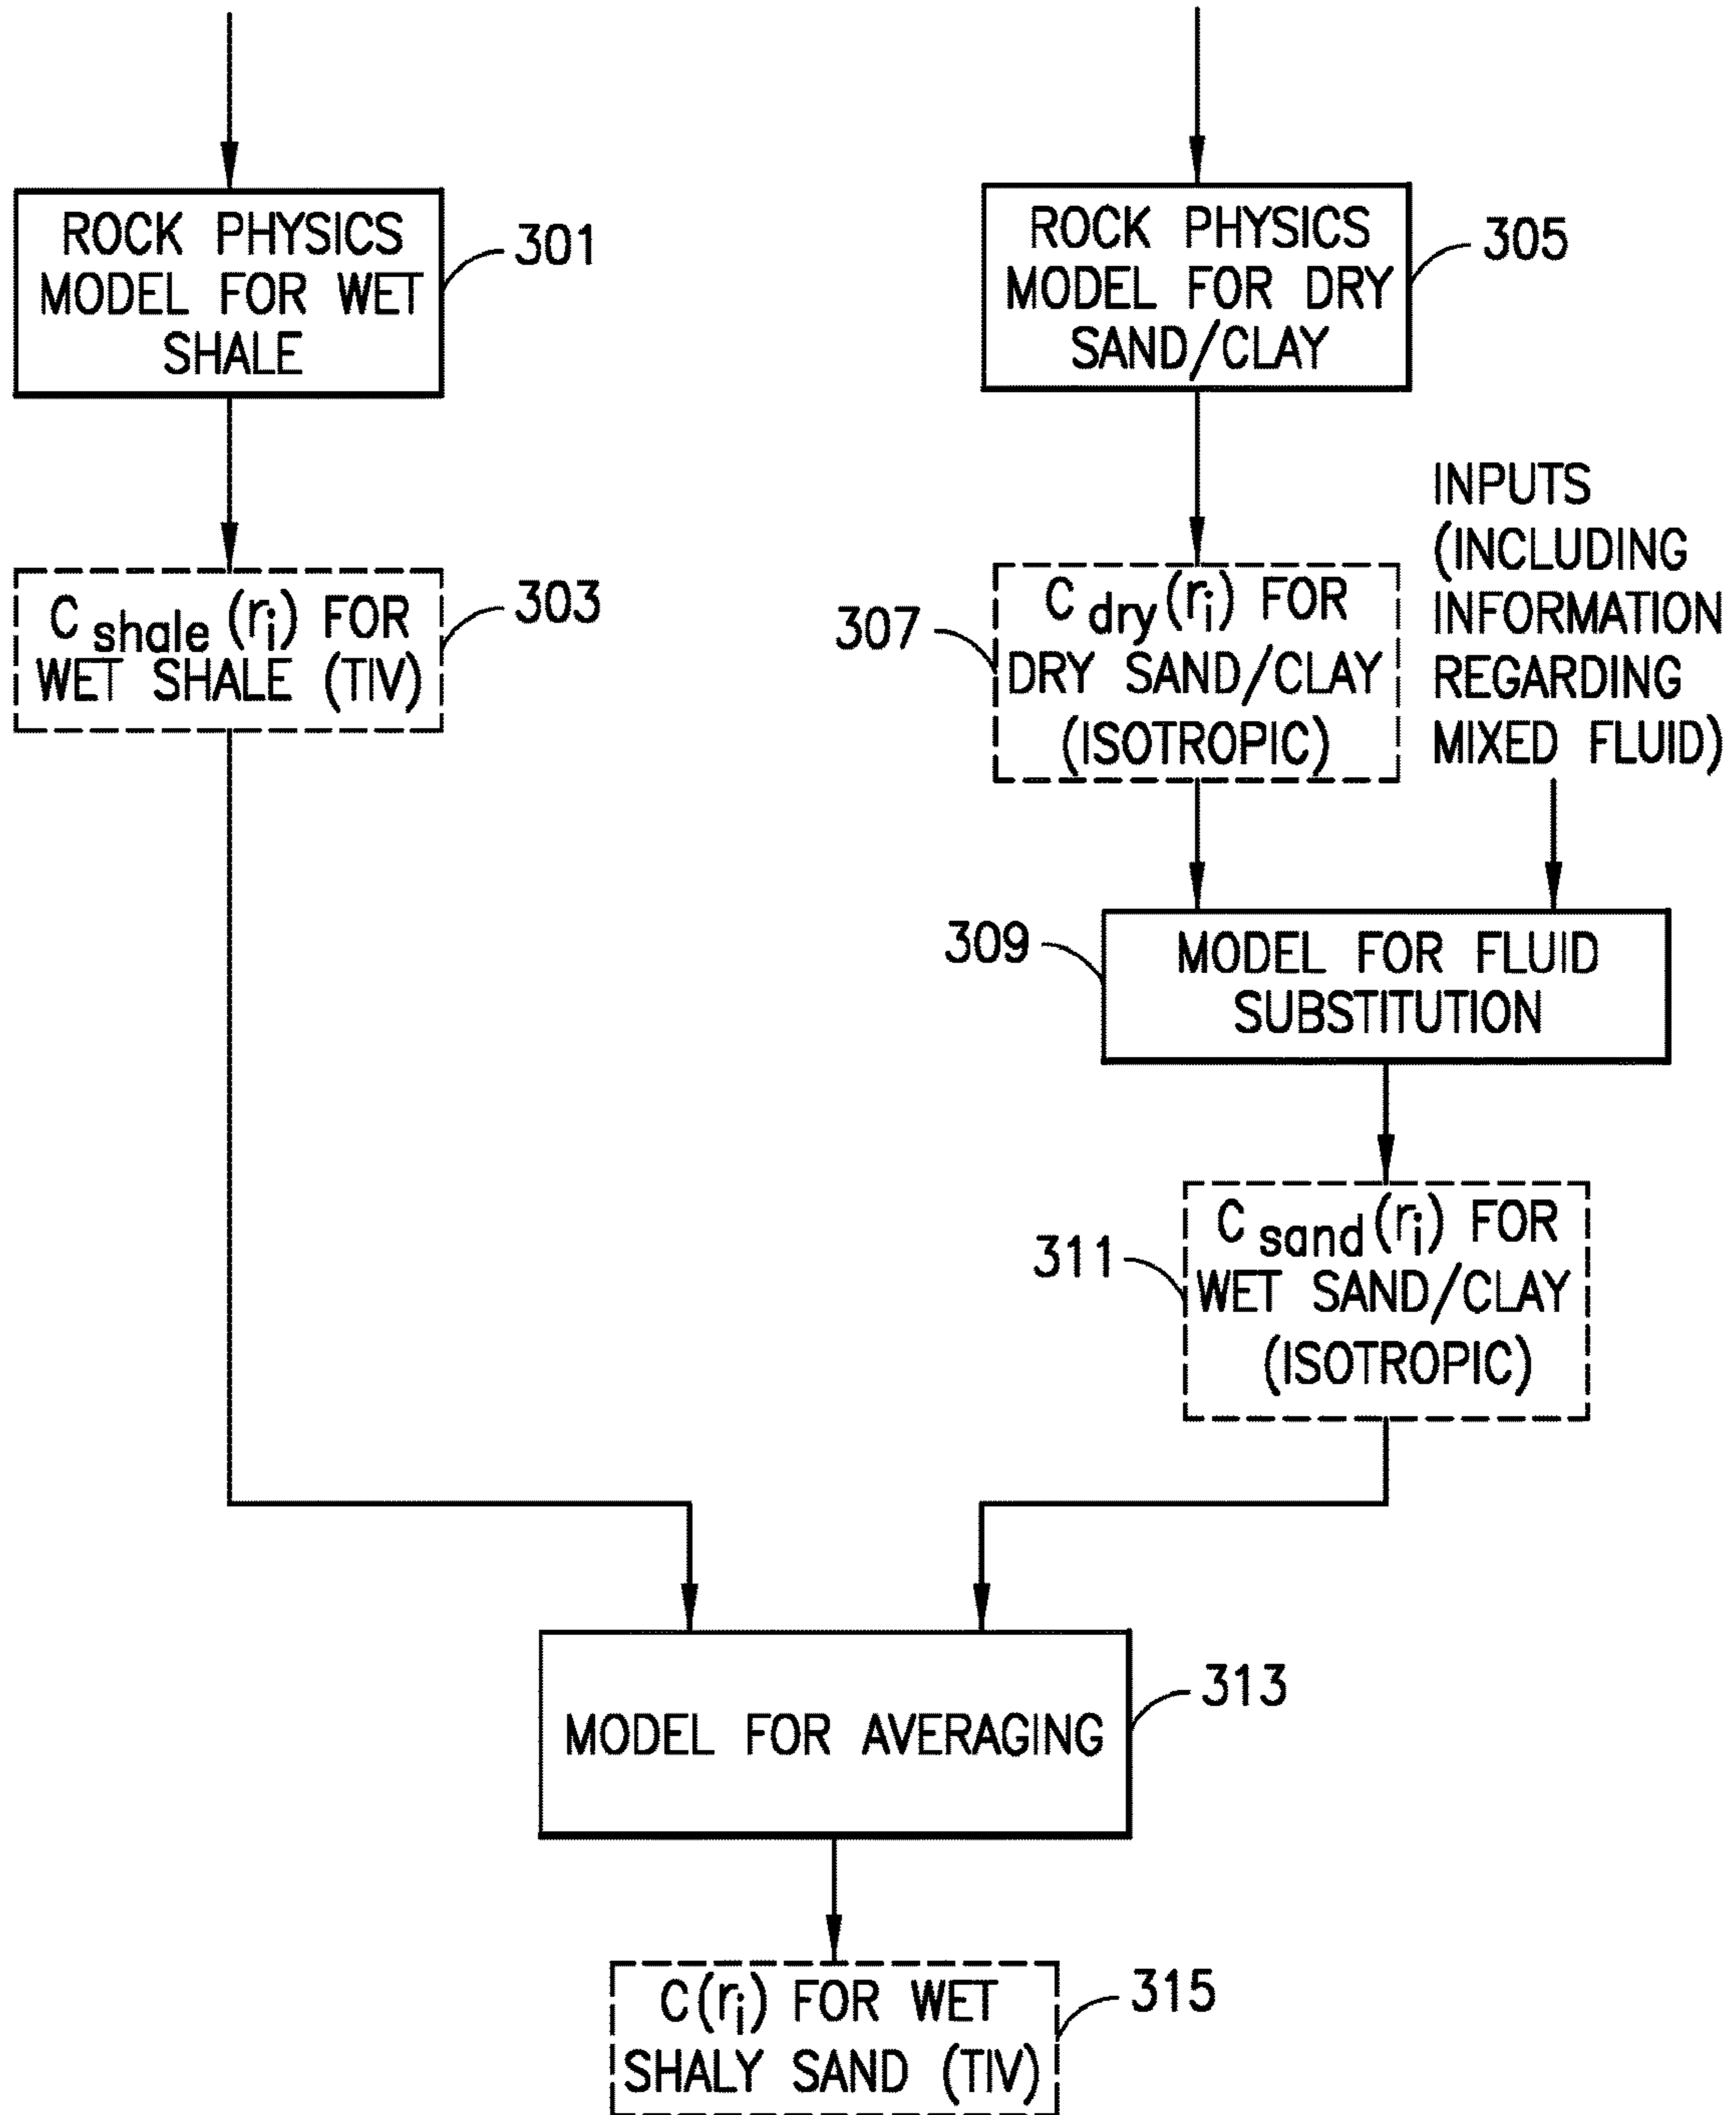 ROCK PHYSICS
MODEL FOR WET
SHALE
301
ROCK PHYSICS
MODEL FOR DRY
SAND/CLAY
305
C shale (ri) FOR
WET SHALE (TIV)
303
C dry (ri) FOR
DRY SAND/CLAY
(ISOTROPIC)
307
INPUTS
(INCLUDING
INFORMATION
REGARDING
MIXED FLUID)
309
MODEL FOR FLUID
SUBSTITUTION
311
C sand (ri) FOR
WET SAND/CLAY
(ISOTROPIC)
MODEL FOR AVERAGING
313
C(ri) FOR WET
SHALY SAND (TIV)
315